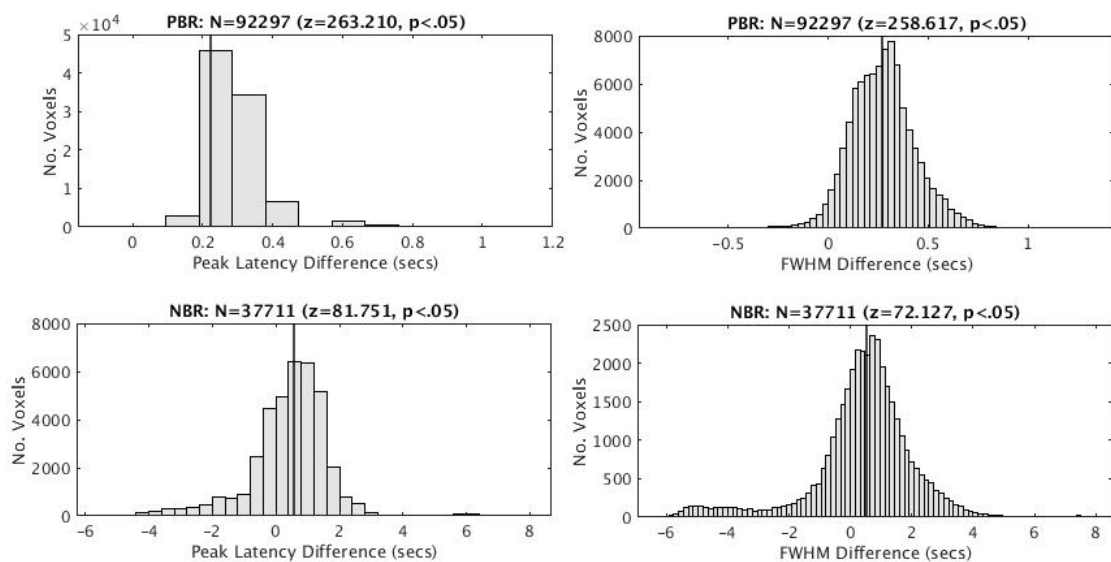 PBR: N=92297 (z=263.210, p<.05)
×10⁴
5
4
3
2
1
0
No. Voxels
0 0.2 0.4 0.6 0.8 1 1.2
Peak Latency Difference (secs)
PBR: N=92297 (z=258.617, p<.05)
8000
6000
4000
2000
0
No. Voxels
−0.5 0 0.5 1
FWHM Difference (secs)
NBR: N=37711 (z=81.751, p<.05)
8000
6000
4000
2000
0
No. Voxels
−6 −4 −2 0 2 4 6 8
Peak Latency Difference (secs)
NBR: N=37711 (z=72.127, p<.05)
2500
2000
1500
1000
500
0
No. Voxels
−6 −4 −2 0 2 4 6 8
FWHM Difference (secs)